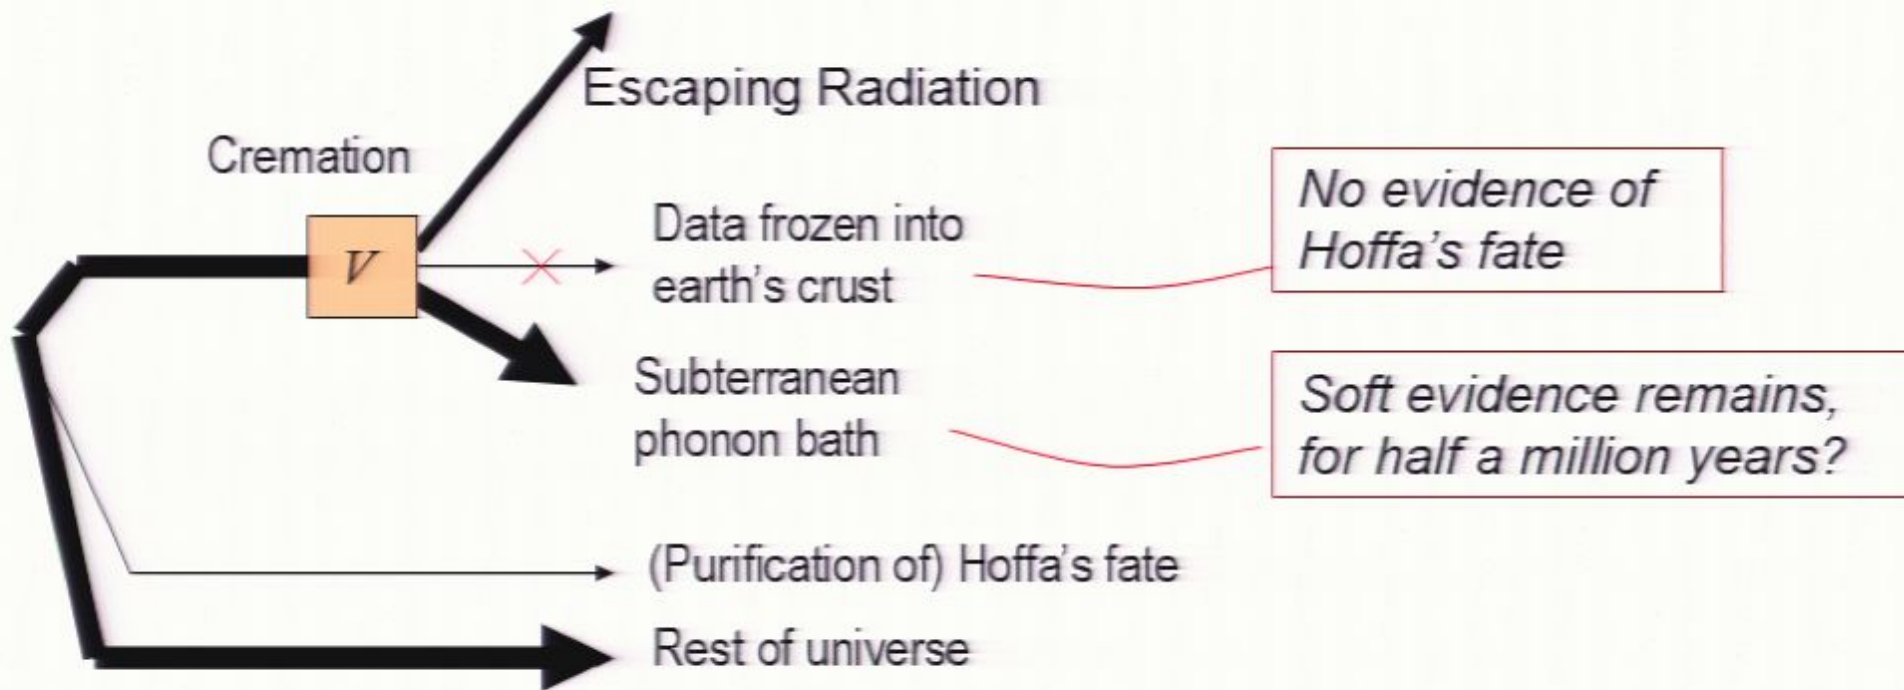 Escaping Radiation
Cremation
V
Data frozen into
earth's crust
No evidence of
Hoffa's fate
Subterranean
phonon bath
Soft evidence remains,
for half a million years?
(Purification of) Hoffa's fate
Rest of universe